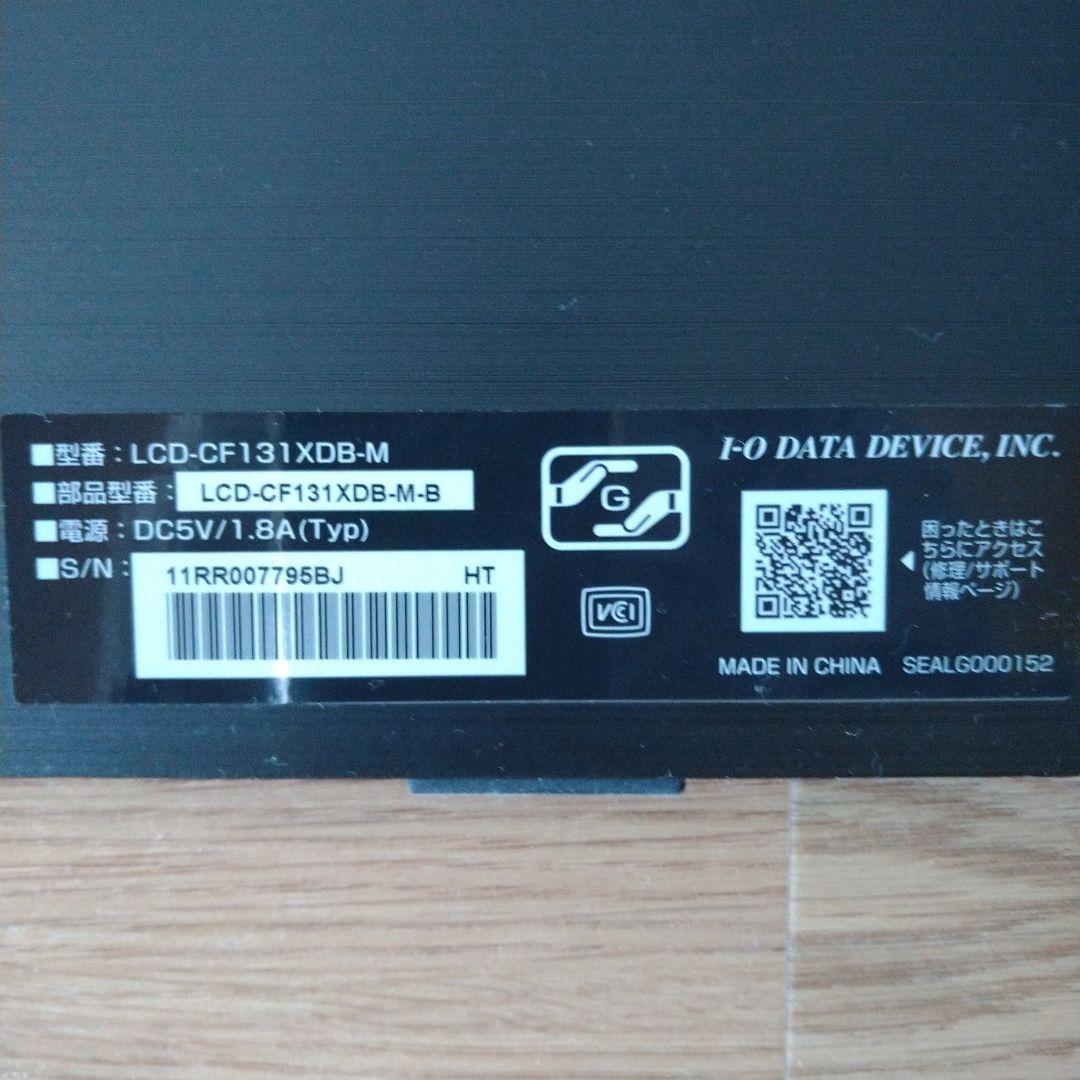 ■型番：LCD-CF131XDB-M
■部品型番：LCD-CF131XDB-M-B
■電源：DC5V/1.8A(Typ)
■S/N：
11RR007795BJ HT
G
VCCI
I-O DATA DEVICE, INC.
困ったときはこ
ちらにアクセス
(修理/サポート
情報ページ)
MADE IN CHINA SEALG000152